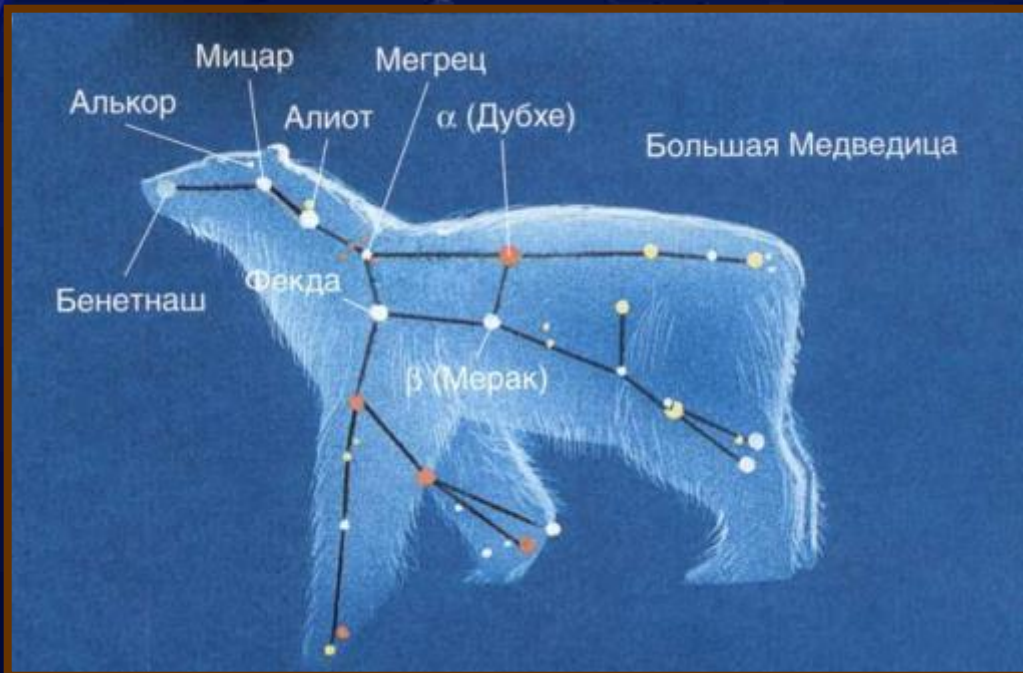 Мицар
Мегрец
Алькор
Алиот
α (Дубхе)
Большая Медведица
Фекда
Бенетнаш
β (Мерак)